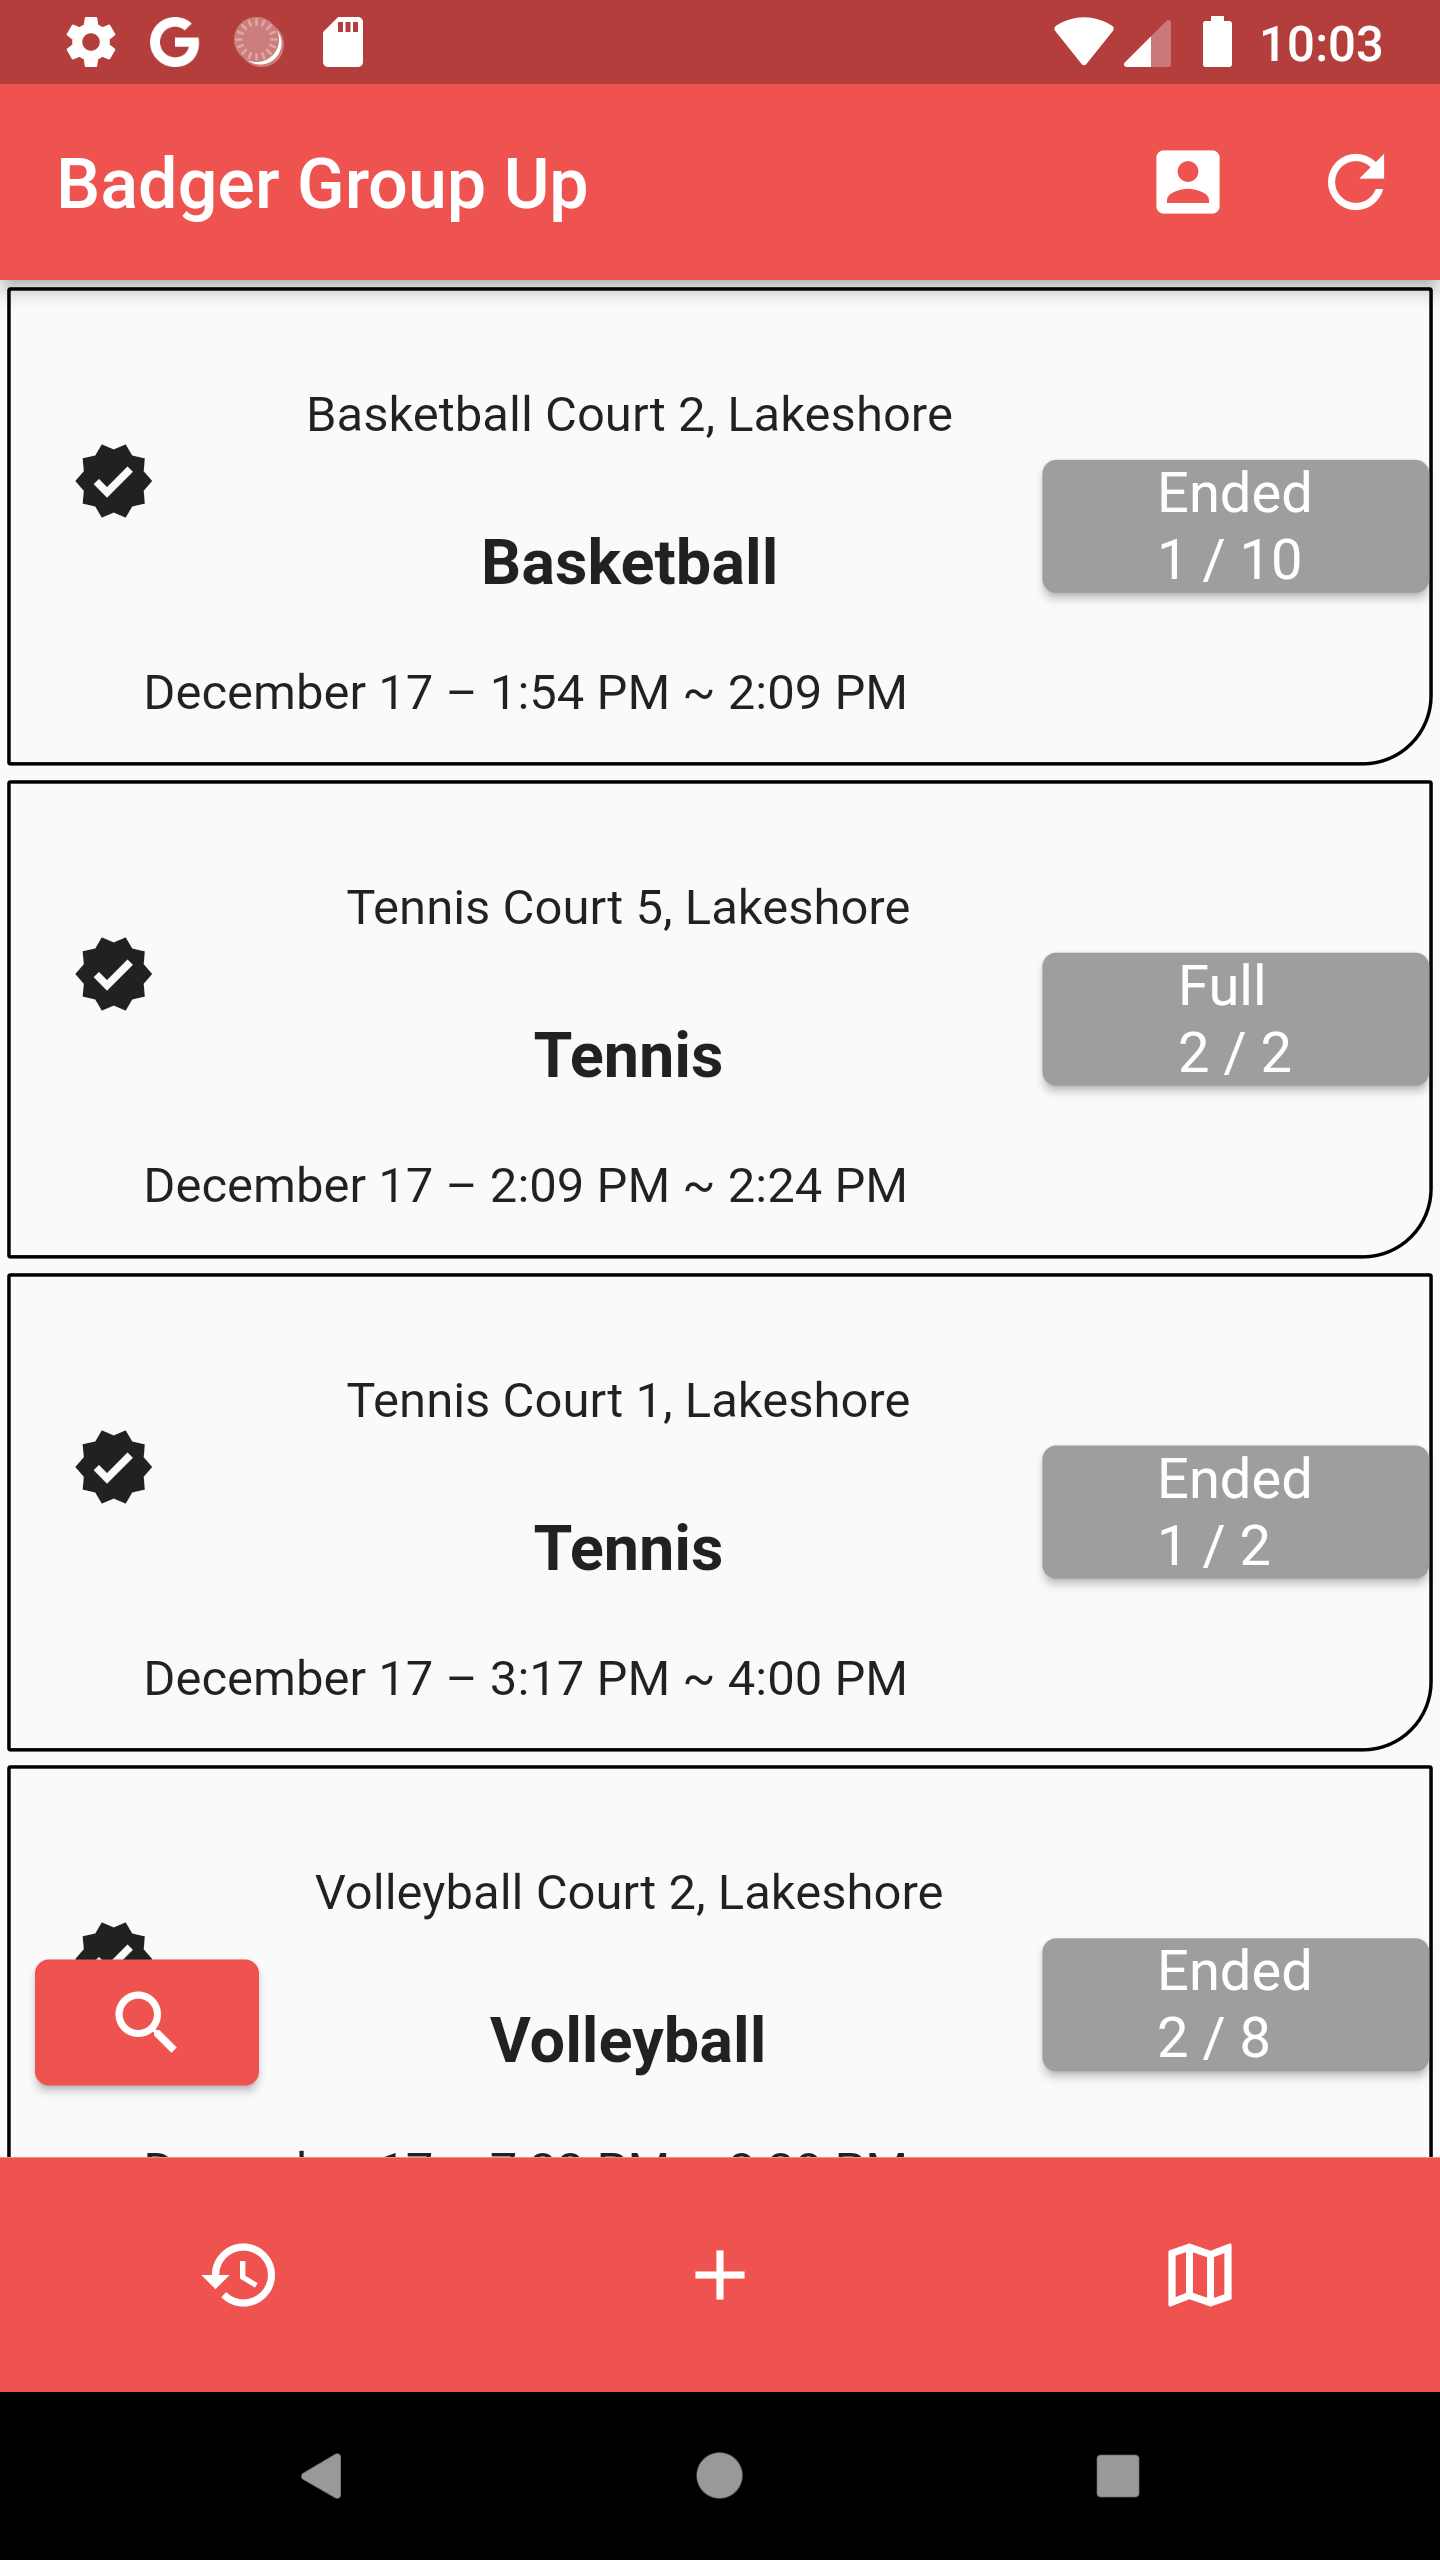 10:03
Badger Group Up
Basketball Court 2, Lakeshore
Ended
1 / 10
Basketball
December 17 – 1:54 PM ~ 2:09 PM
Tennis Court 5, Lakeshore
Full
2 / 2
Tennis
December 17 – 2:09 PM ~ 2:24 PM
Tennis Court 1, Lakeshore
Ended
1 / 2
Tennis
December 17 – 3:17 PM ~ 4:00 PM
Volleyball Court 2, Lakeshore
Ended
2 / 8
Volleyball